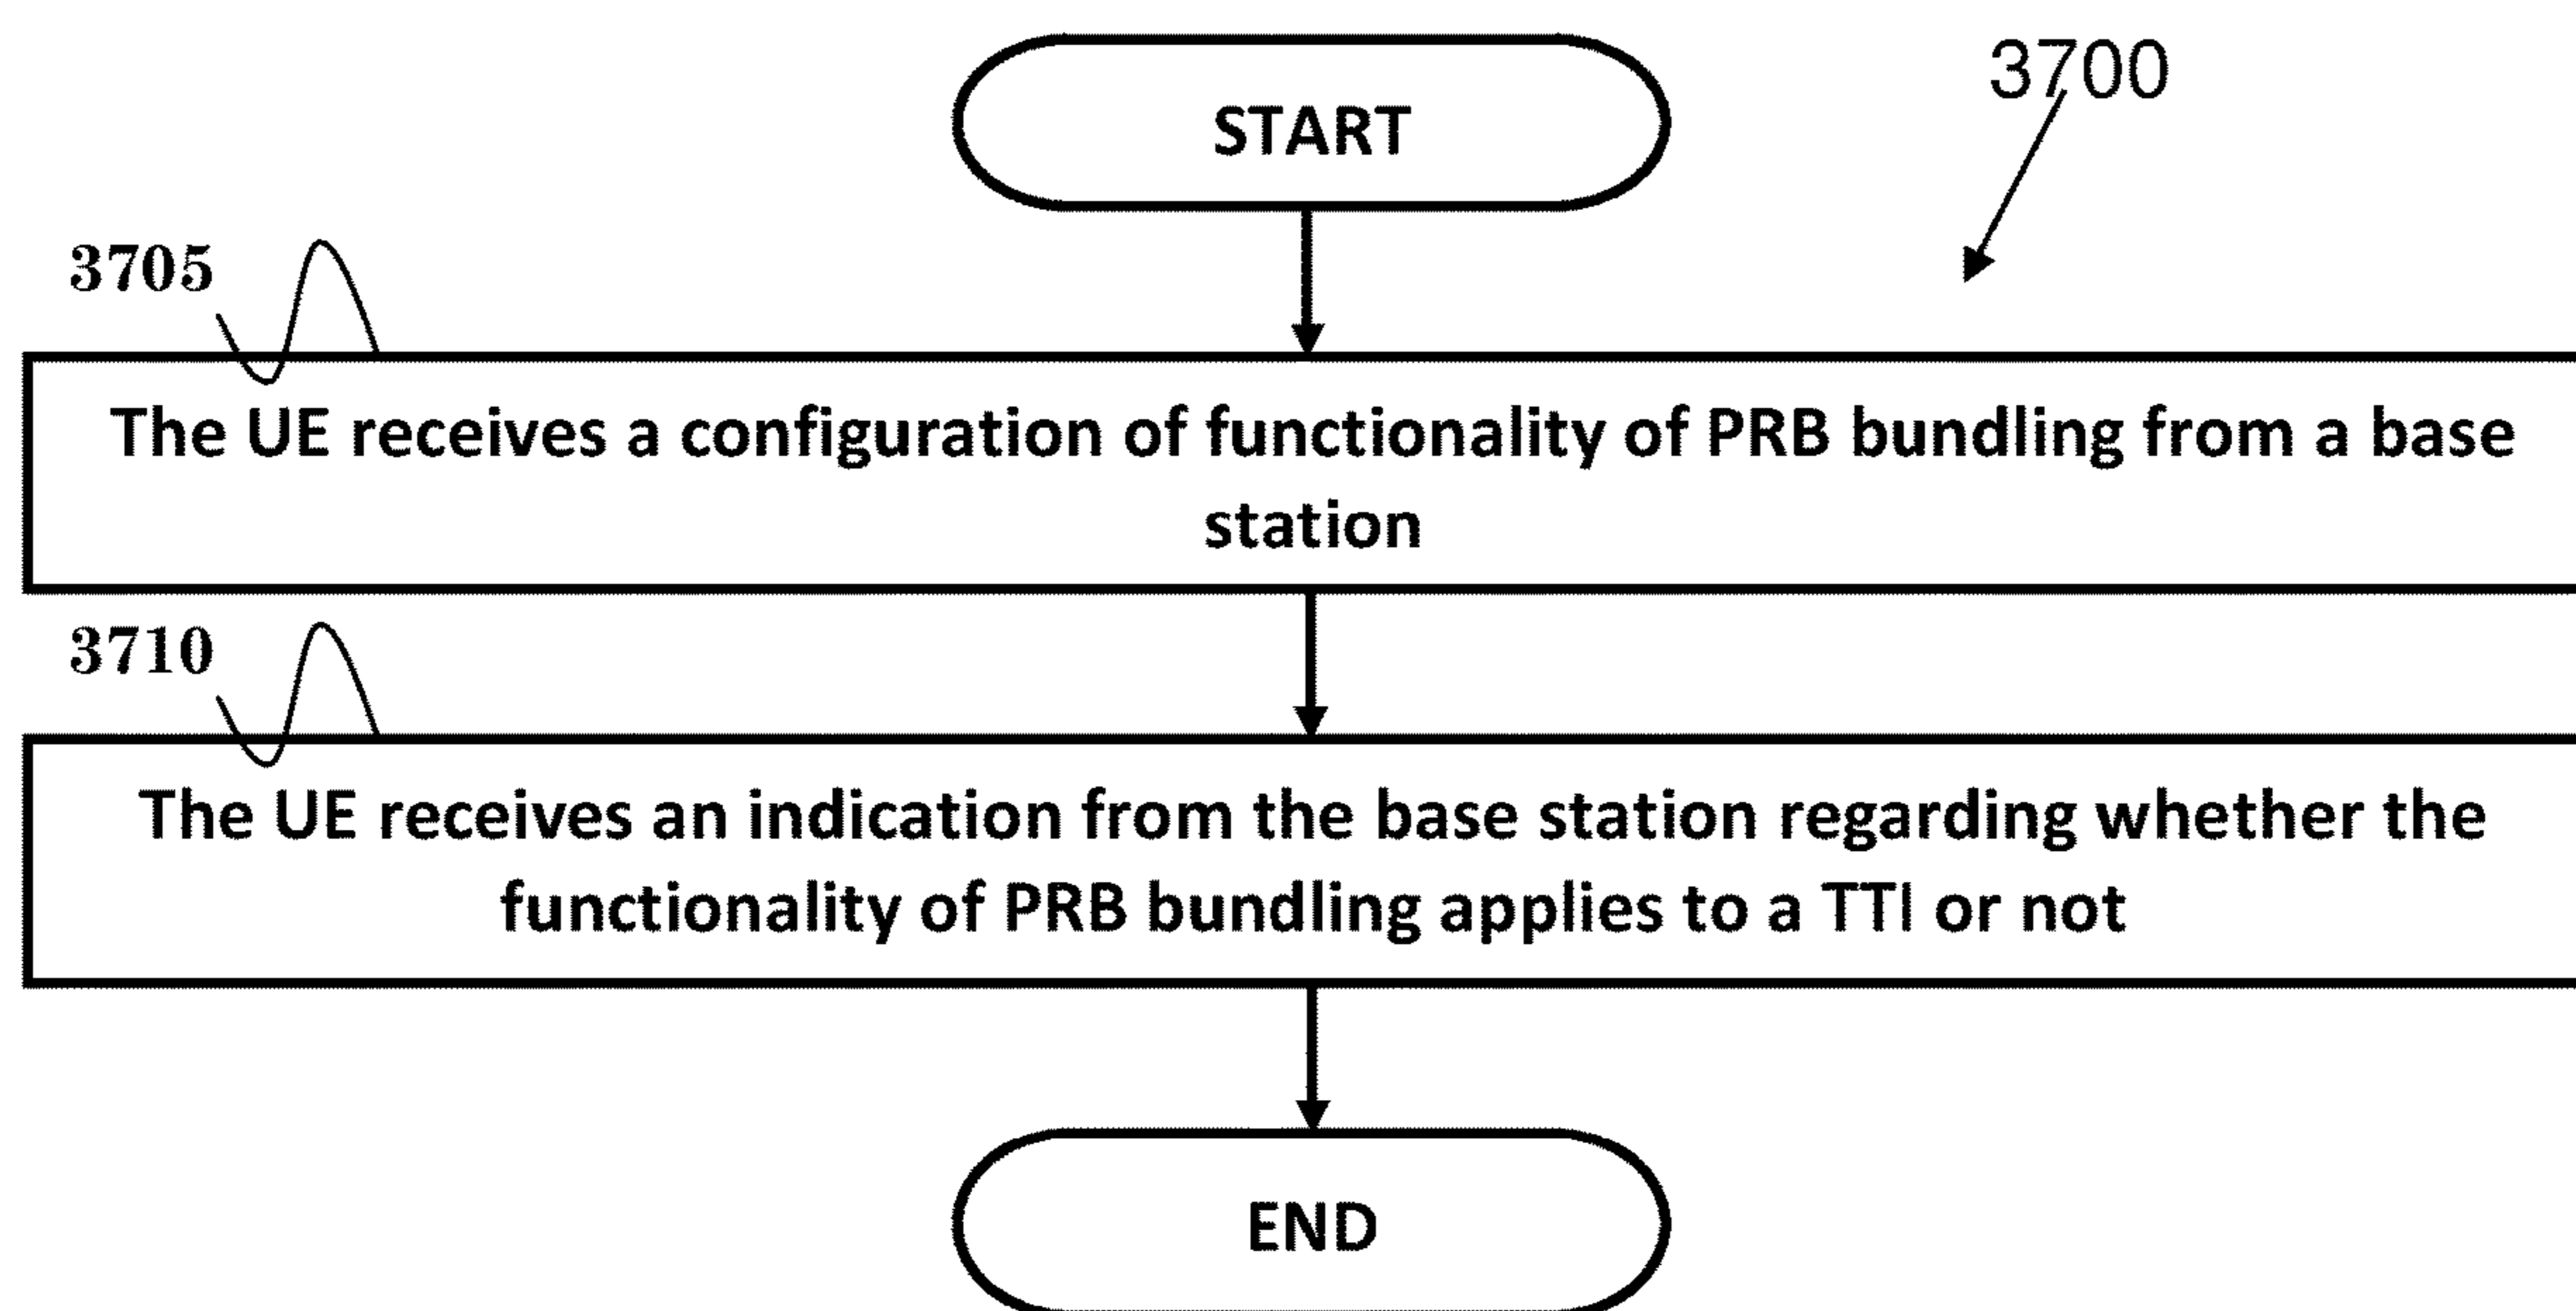 START
3700
3705
The UE receives a configuration of functionality of PRB bundling from a base
station
3710
The UE receives an indication from the base station regarding whether the
functionality of PRB bundling applies to a TTI or not
END